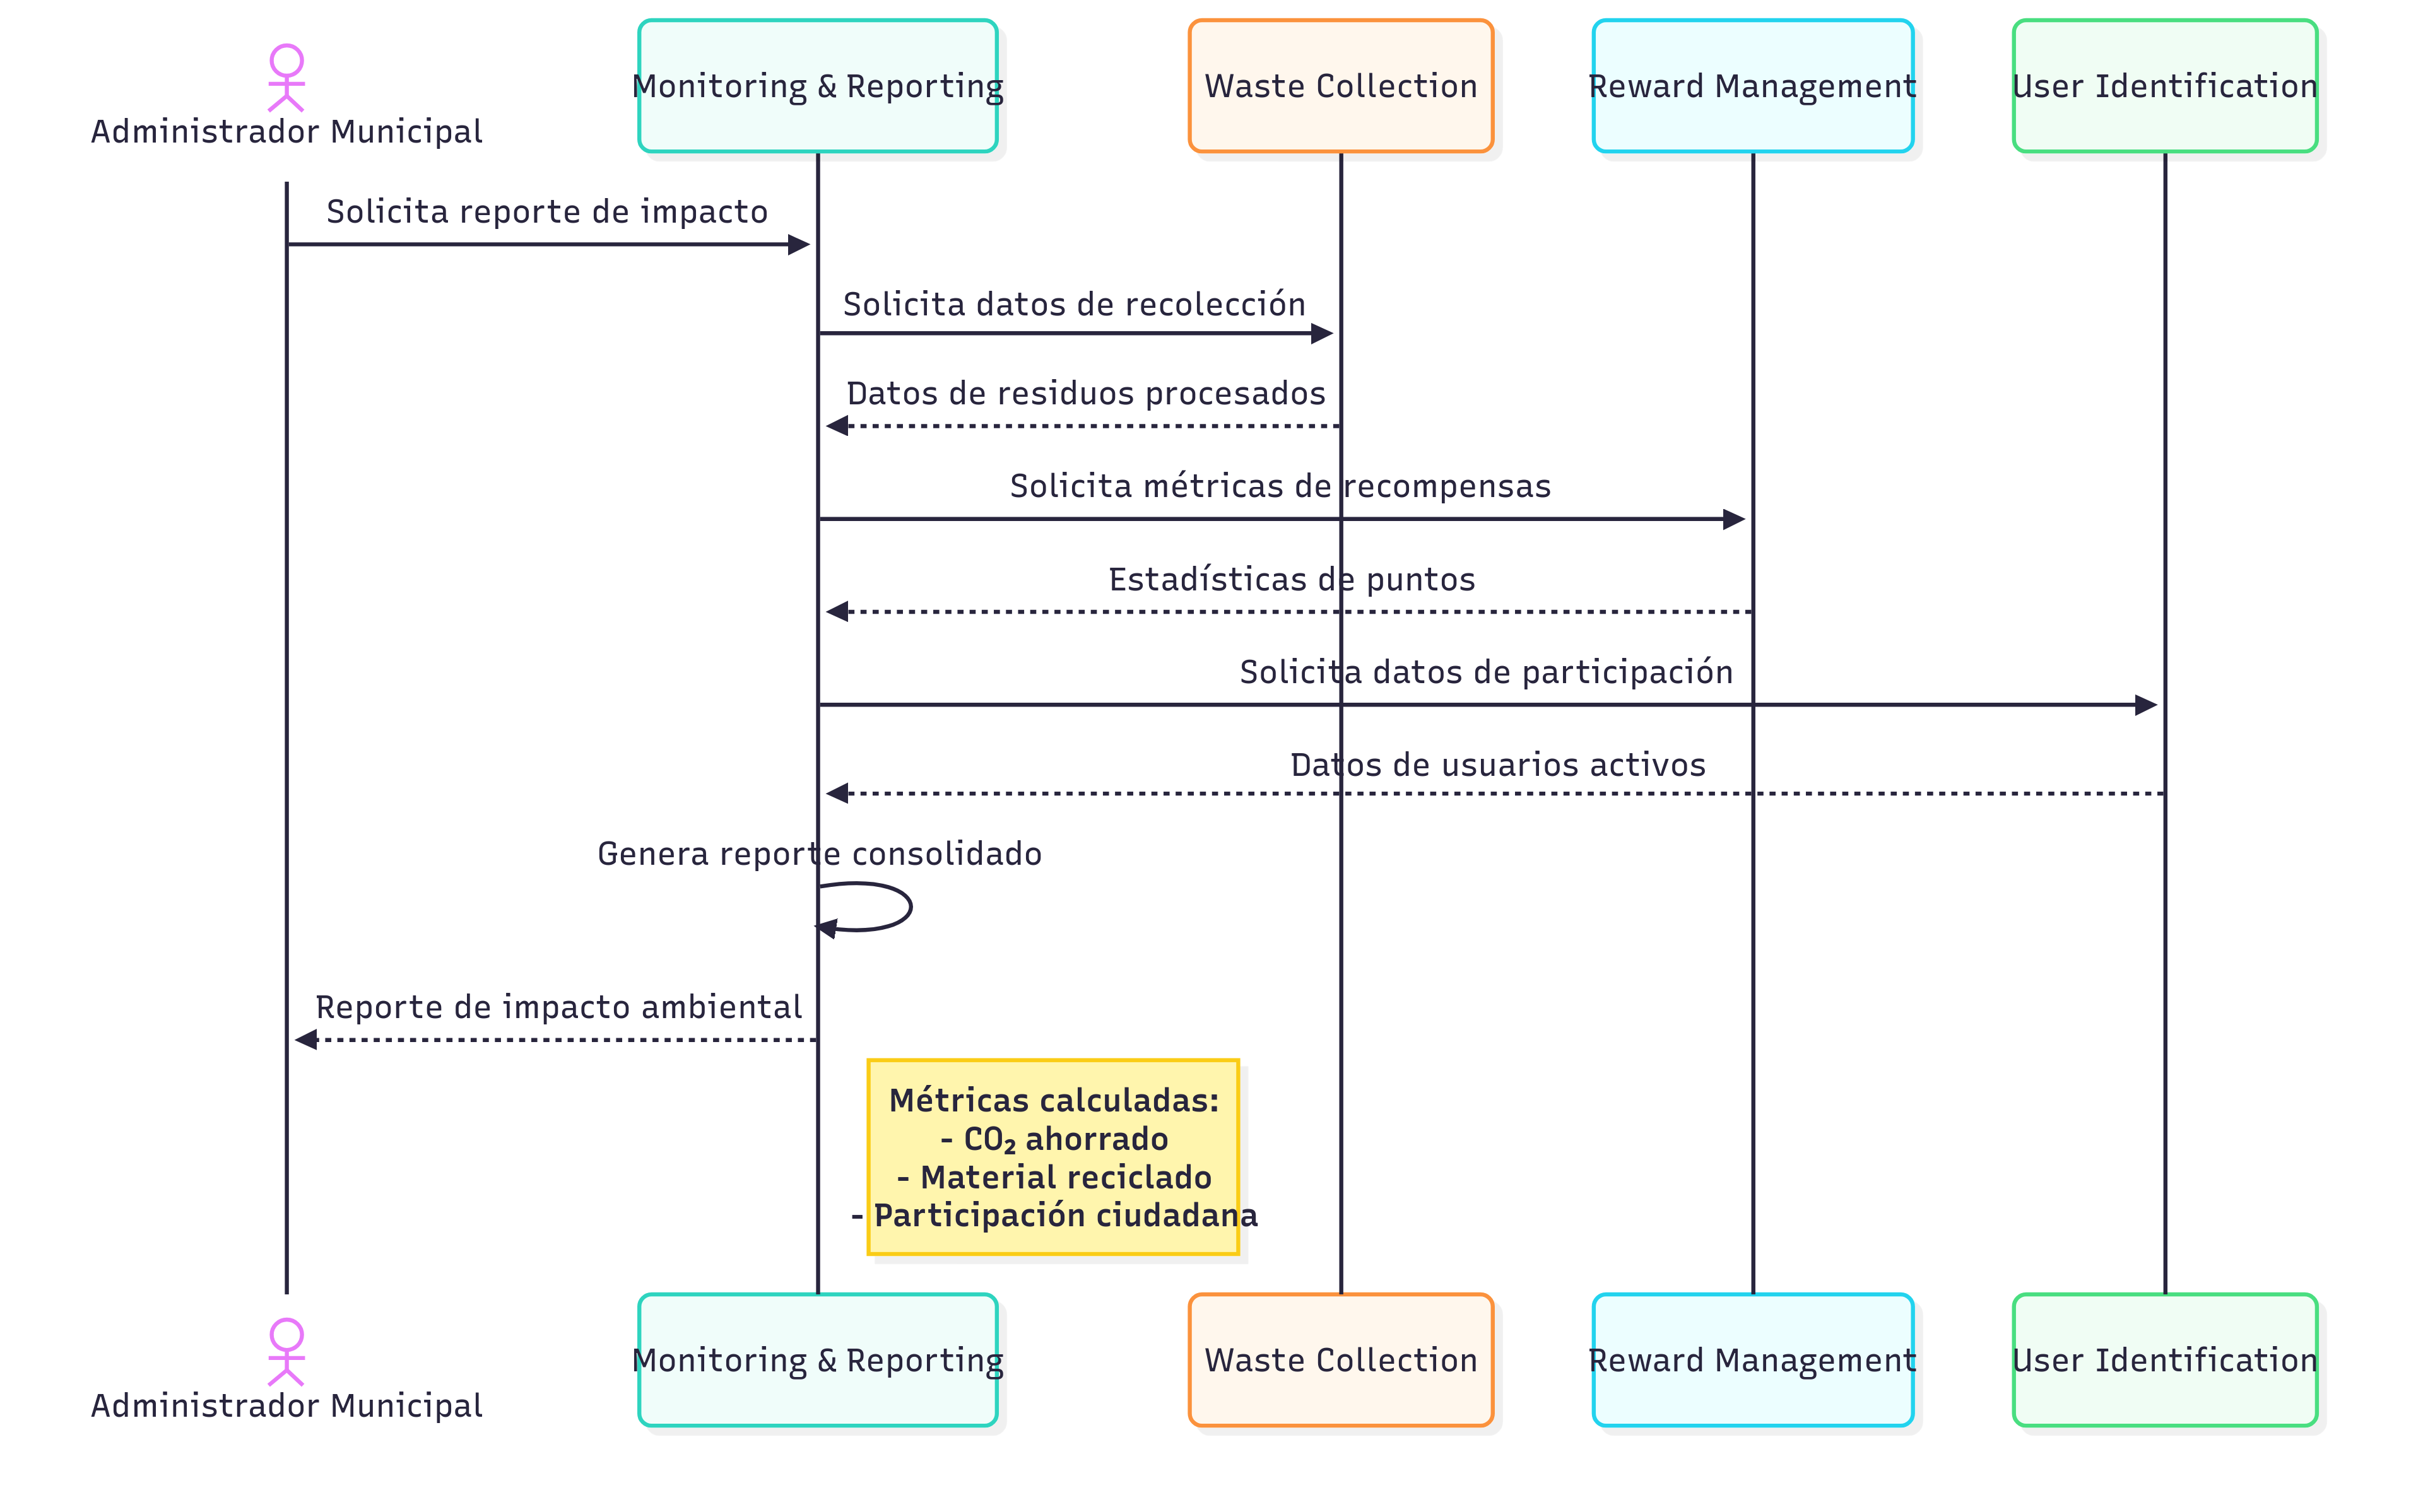 Administrador Municipal
Monitoring & Reporting
Waste Collection
Reward Management
User Identification
Solicita reporte de impacto
Solicita datos de recolección
Datos de residuos procesados
Solicita métricas de recompensas
Estadísticas de puntos
Solicita datos de participación
Datos de usuarios activos
Genera reporte consolidado
Reporte de impacto ambiental
Métricas calculadas:
- CO₂ ahorrado
- Material reciclado
- Participación ciudadana
Administrador Municipal
Monitoring & Reporting
Waste Collection
Reward Management
User Identification